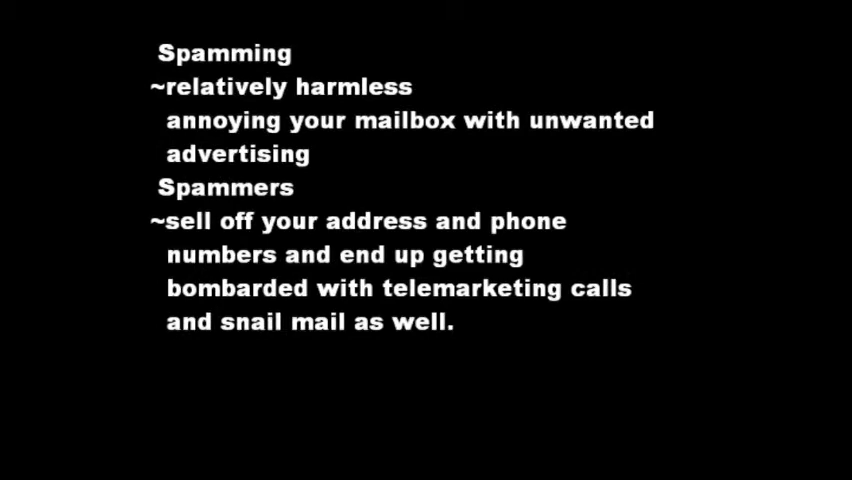 Spamming
~relatively harmless
annoying your mailbox with unwanted
advertising
Spammers
~sell off your address and phone
numbers and end up getting
bombarded with telemarketing calls
and snail mail as well.